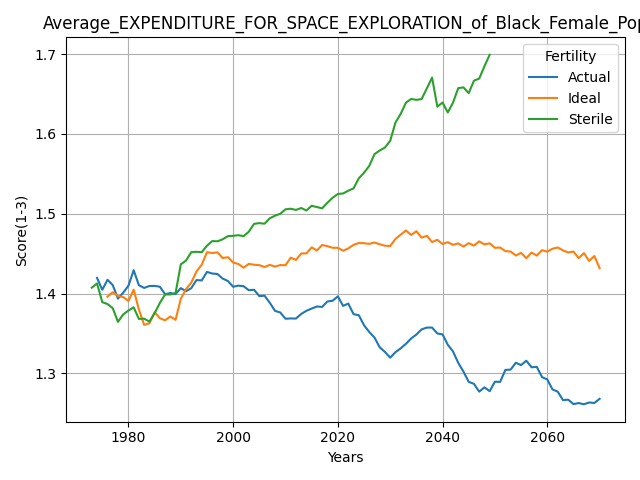 Average_EXPENDITURE_FOR_SPACE_EXPLORATION_of_Black_Female_Pop
Fertility
Actual
Ideal
Sterile
Score(1-3)
1.7
1.6
1.5
1.4
1.3
1980 2000 2020 2040 2060
Years